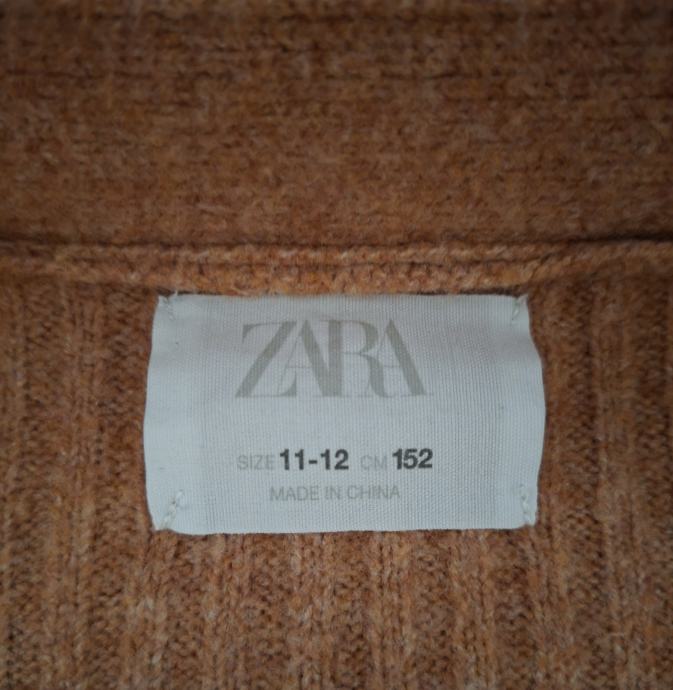 ZARA
SIZE 11-12 CM 152
MADE IN CHINA